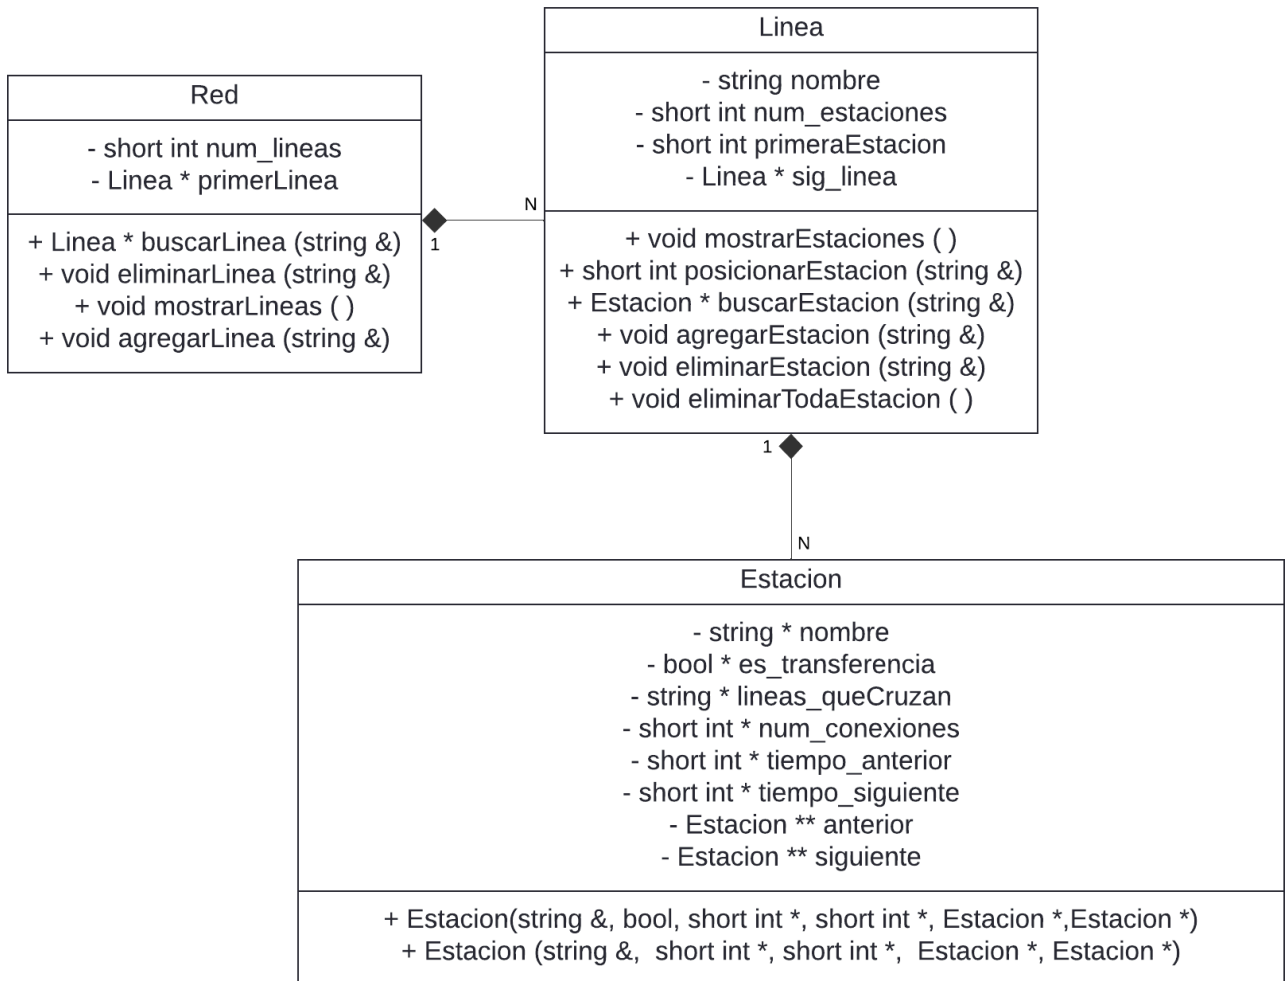 Red
- short int num_lineas
- Linea * primerLinea
+ Linea * buscarLinea (string &)
+ void eliminarLinea (string &)
+ void mostrarLineas ( )
+ void agregarLinea (string &)
1
N
Linea
- string nombre
- short int num_estaciones
- short int primeraEstacion
- Linea * sig_linea
+ void mostrarEstaciones ( )
+ short int posicionarEstacion (string &)
+ Estacion * buscarEstacion (string &)
+ void agregarEstacion (string &)
+ void eliminarEstacion (string &)
+ void eliminarTodaEstacion ( )
1
N
Estacion
- string * nombre
- bool * es_transferencia
- string * lineas_queCruzan
- short int * num_conexiones
- short int * tiempo_anterior
- short int * tiempo_siguiente
- Estacion ** anterior
- Estacion ** siguiente
+ Estacion(string &, bool, short int *, short int *, Estacion *,Estacion *)
+ Estacion (string &,  short int *, short int *,  Estacion *, Estacion *)